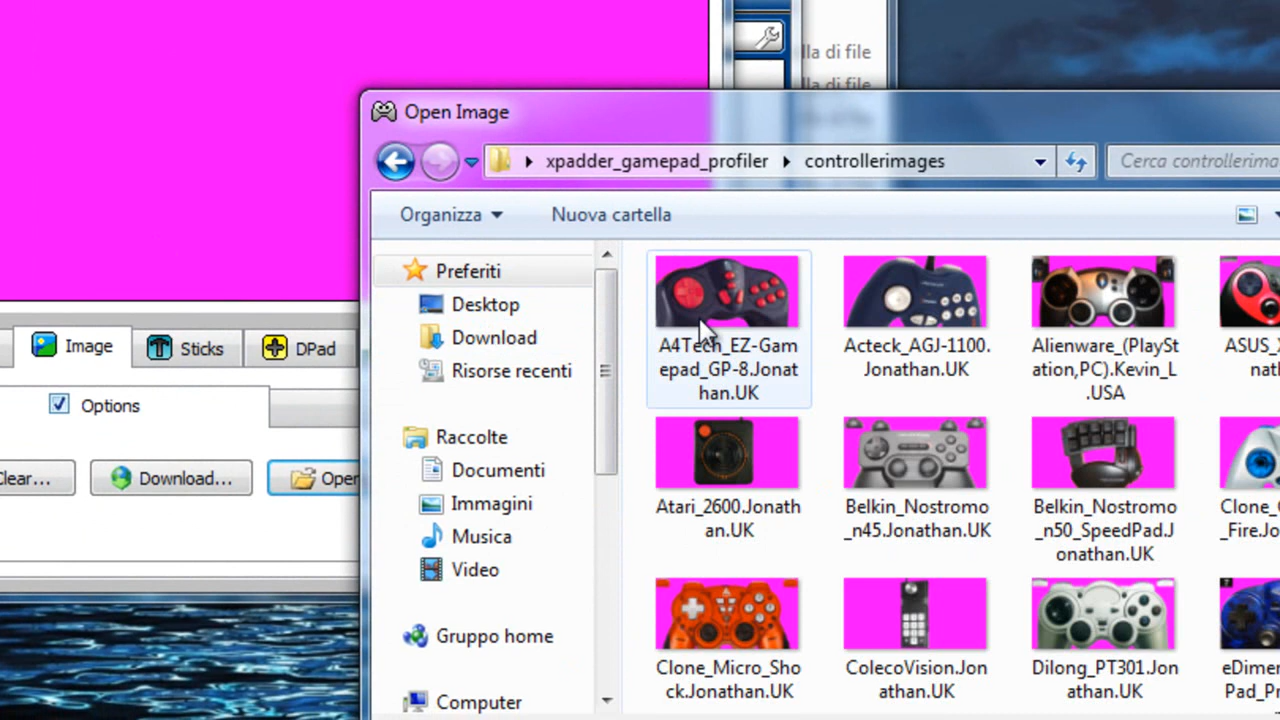 lla di file
lla di file
Open Image
xpadder_gamepad_profiler
controllerimages
Cerca controllerima
Organizza
Nuova cartella
Preferiti
Desktop
Download
Risorse recenti
Raccolte
Documenti
Immagini
Musica
Video
Gruppo home
Computer
A4Tech_EZ-Gam
epad_GP-8.Jonat
han.UK
Acteck_AGJ-1100.
Jonathan.UK
Alienware_(PlaySt
ation,PC).Kevin_L
.USA
ASUS_
nath
Atari_2600.Jonath
an.UK
Belkin_Nostromo
_n45.Jonathan.UK
Belkin_Nostromo
_n50_SpeedPad.J
onathan.UK
Clone_
_Fire.Jo
Clone_Micro_Sho
ck.Jonathan.UK
ColecoVision.Jon
athan.UK
Dilong_PT301.Jon
athan.UK
eDimen
Pad_Pr
Image
Sticks
DPad
Options
Clear...
Download...
Open